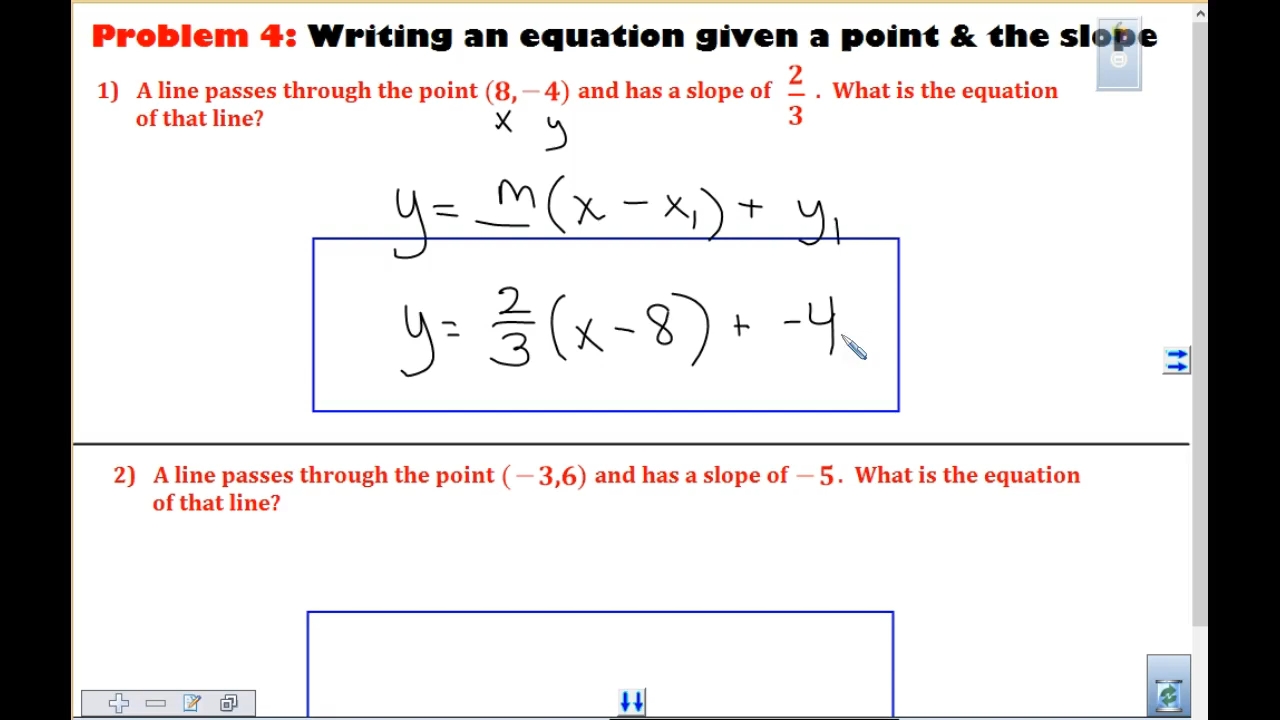 Problem 4: Writing an equation given a point & the slope
1) A line passes through the point (8,−4) and has a slope of 2/3 . What is the equation
of that line?
x y
y = m(x − x₁) + y₁
y = 2/3 (x − 8) + -4
2) A line passes through the point (−3,6) and has a slope of −5. What is the equation
of that line?